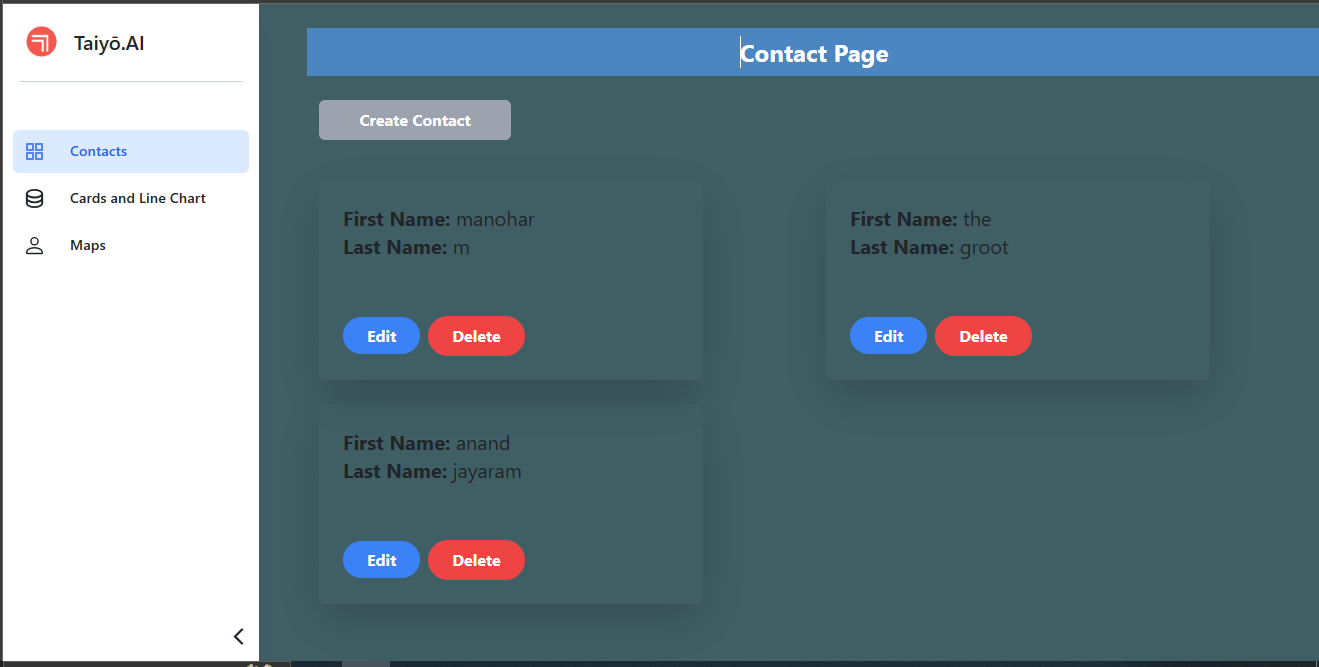 Taiyō.AI
Contacts
Cards and Line Chart
Maps
Contact Page
Create Contact
First Name: manohar
Last Name: m
Edit Delete
First Name: the
Last Name: groot
Edit Delete
First Name: anand
Last Name: jayaram
Edit Delete